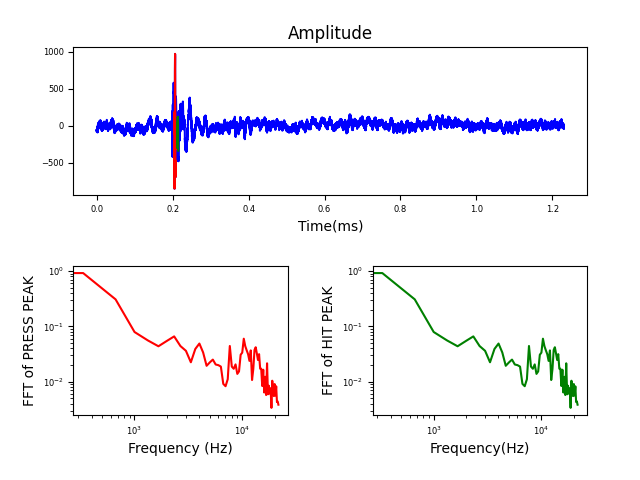 Amplitude
1000
500
0
−500
0.0 0.2 0.4 0.6 0.8 1.0 1.2
Time(ms)
FFT of PRESS PEAK
10⁰
10⁻¹
10⁻²
10³ 10⁴
Frequency (Hz)
FFT of HIT PEAK
10⁰
10⁻¹
10⁻²
10³ 10⁴
Frequency(Hz)